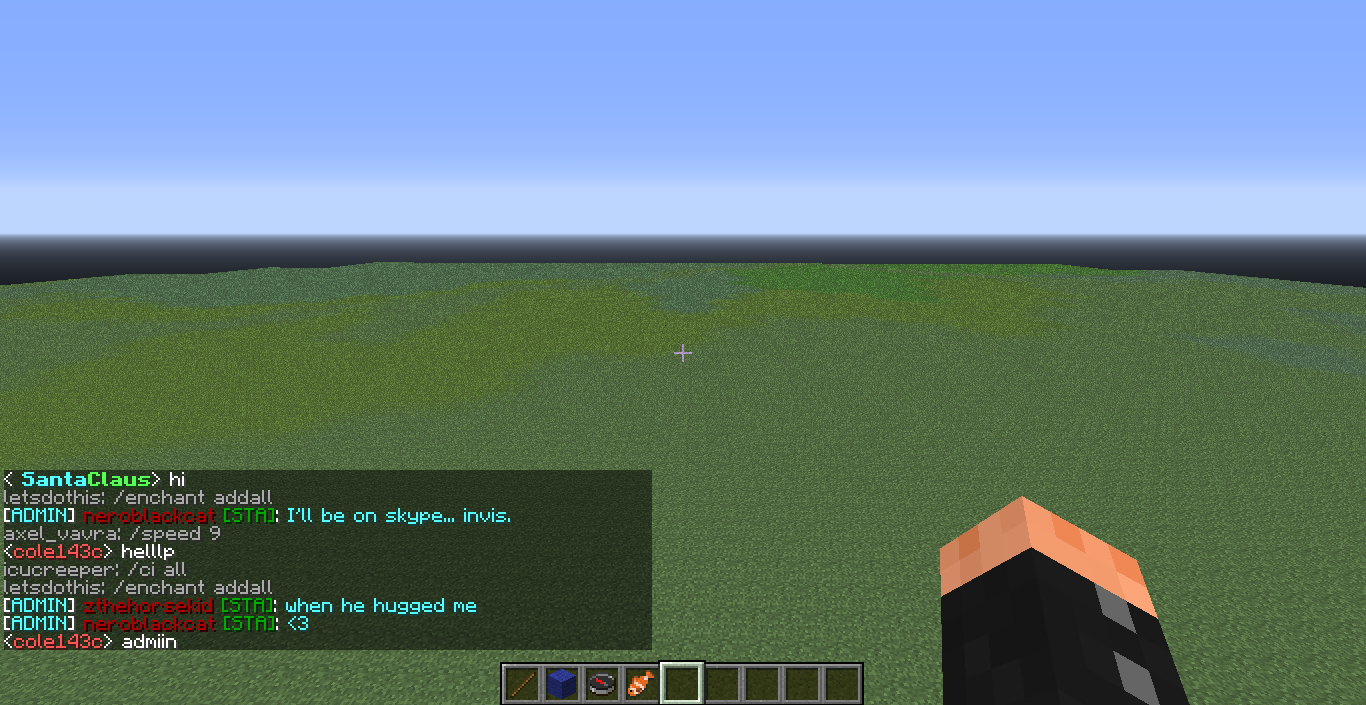 < SantaClaus> hi
letsdothis: /enchant addall
[ADMIN] neroblackcat [STA]: I'll be on skype... invis.
axel_vavra: /speed 9
<cole143c> helllp
icucreeper: /ci all
letsdothis: /enchant addall
[ADMIN] zthehorsekid [STA]: when he hugged me
[ADMIN] neroblackcat [STA]: <3
<cole143c> admiin